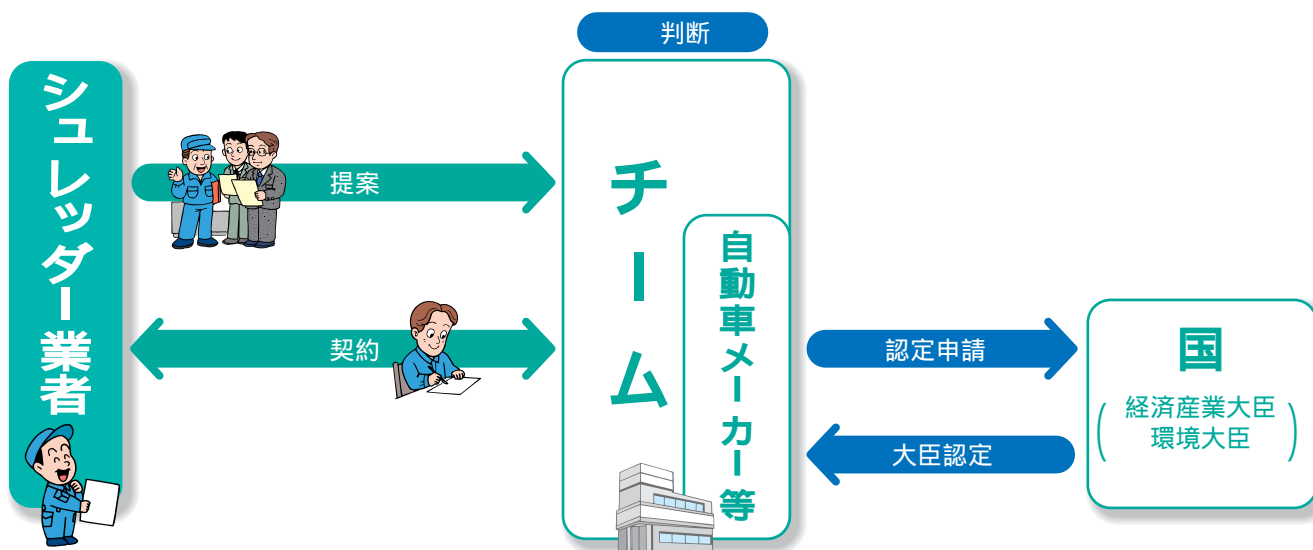 判断
シュレッダー業者
提案
契約
チーム
自動車メーカー等
認定申請
大臣認定
国
(経済産業大臣
環境大臣)